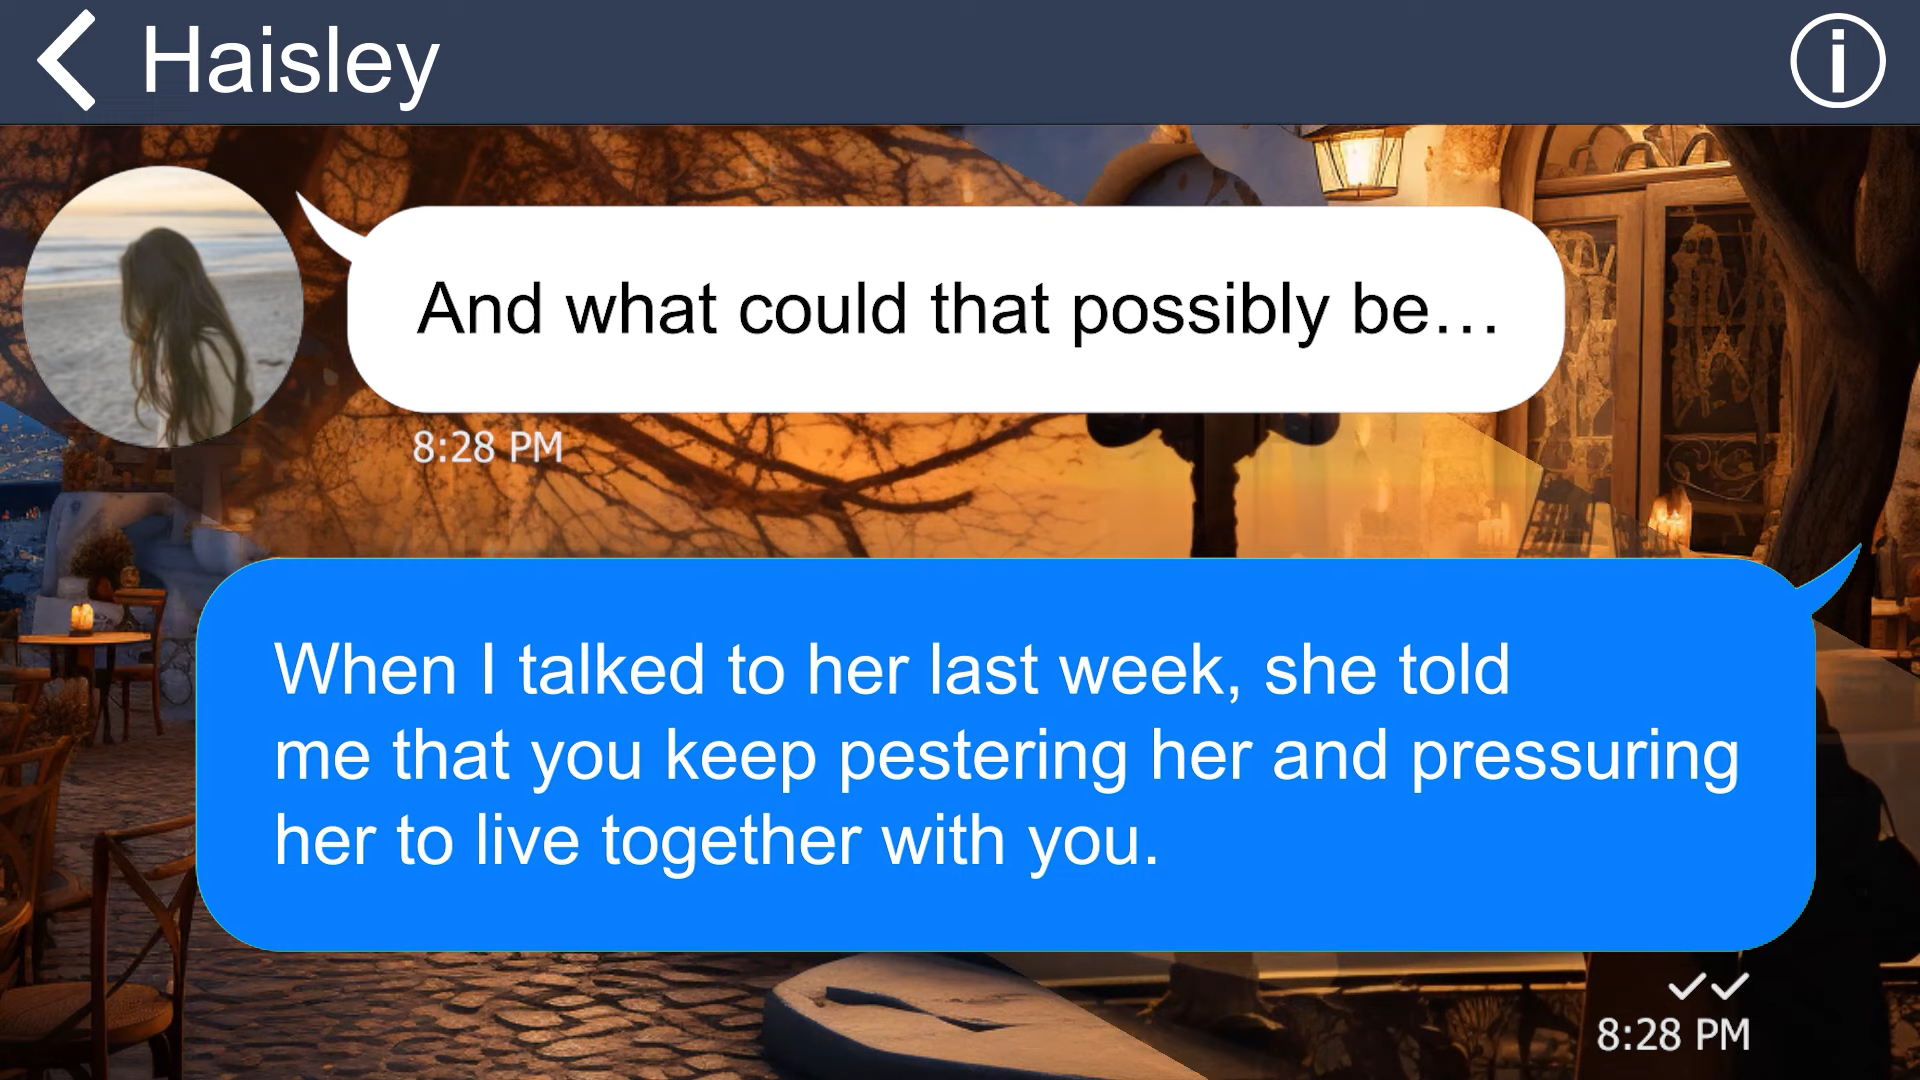 Haisley
And what could that possibly be…
8:28 PM
When I talked to her last week, she told
me that you keep pestering her and pressuring
her to live together with you.
8:28 PM